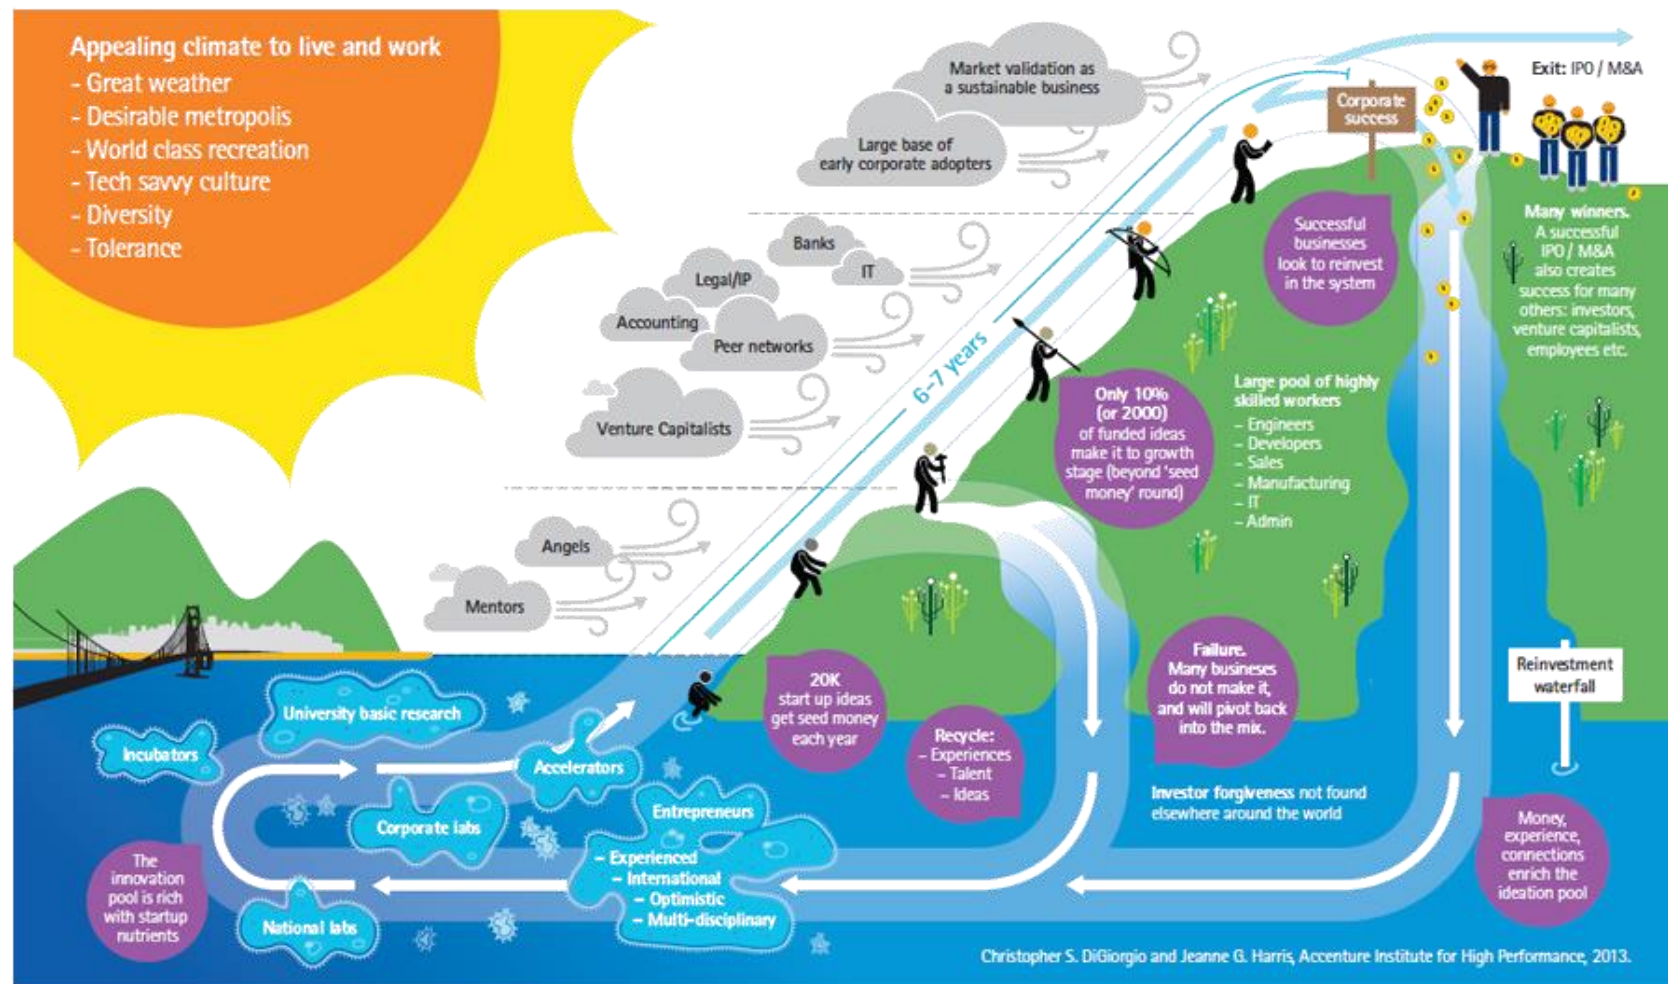 Appealing climate to live and work
- Great weather
- Desirable metropolis
- World class recreation
- Tech savvy culture
- Diversity
- Tolerance
Market validation as
a sustainable business
Large base of
early corporate adopters
Banks
IT
Legal/IP
Accounting
Peer networks
Venture Capitalists
Angels
Mentors
6-7 years
Corporate
success
Exit: IPO / M&A
Many winners.
A successful
IPO / M&A
also creates
success for many
others: investors,
venture capitalists,
employees etc.
Successful
businesses
look to reinvest
in the system
Only 10%
(or 2000)
of funded ideas
make it to growth
stage (beyond 'seed
money' round)
Large pool of highly
skilled workers
- Engineers
- Developers
- Sales
- Manufacturing
- IT
- Admin
20K
start up ideas
get seed money
each year
Recycle:
- Experiences
- Talent
- Ideas
Failure.
Many busineses
do not make it,
and will pivot back
into the mix.
Investor forgiveness not found
elsewhere around the world
Reinvestment
waterfall
Money,
experience,
connections
enrich the
ideation pool
University basic research
Incubators
Accelerators
Corporate labs
Entrepreneurs
- Experienced
- International
- Optimistic
- Multi-disciplinary
National labs
The
innovation
pool is rich
with startup
nutrients
Christopher S. DiGiorgio and Jeanne G. Harris, Accenture Institute for High Performance, 2013.